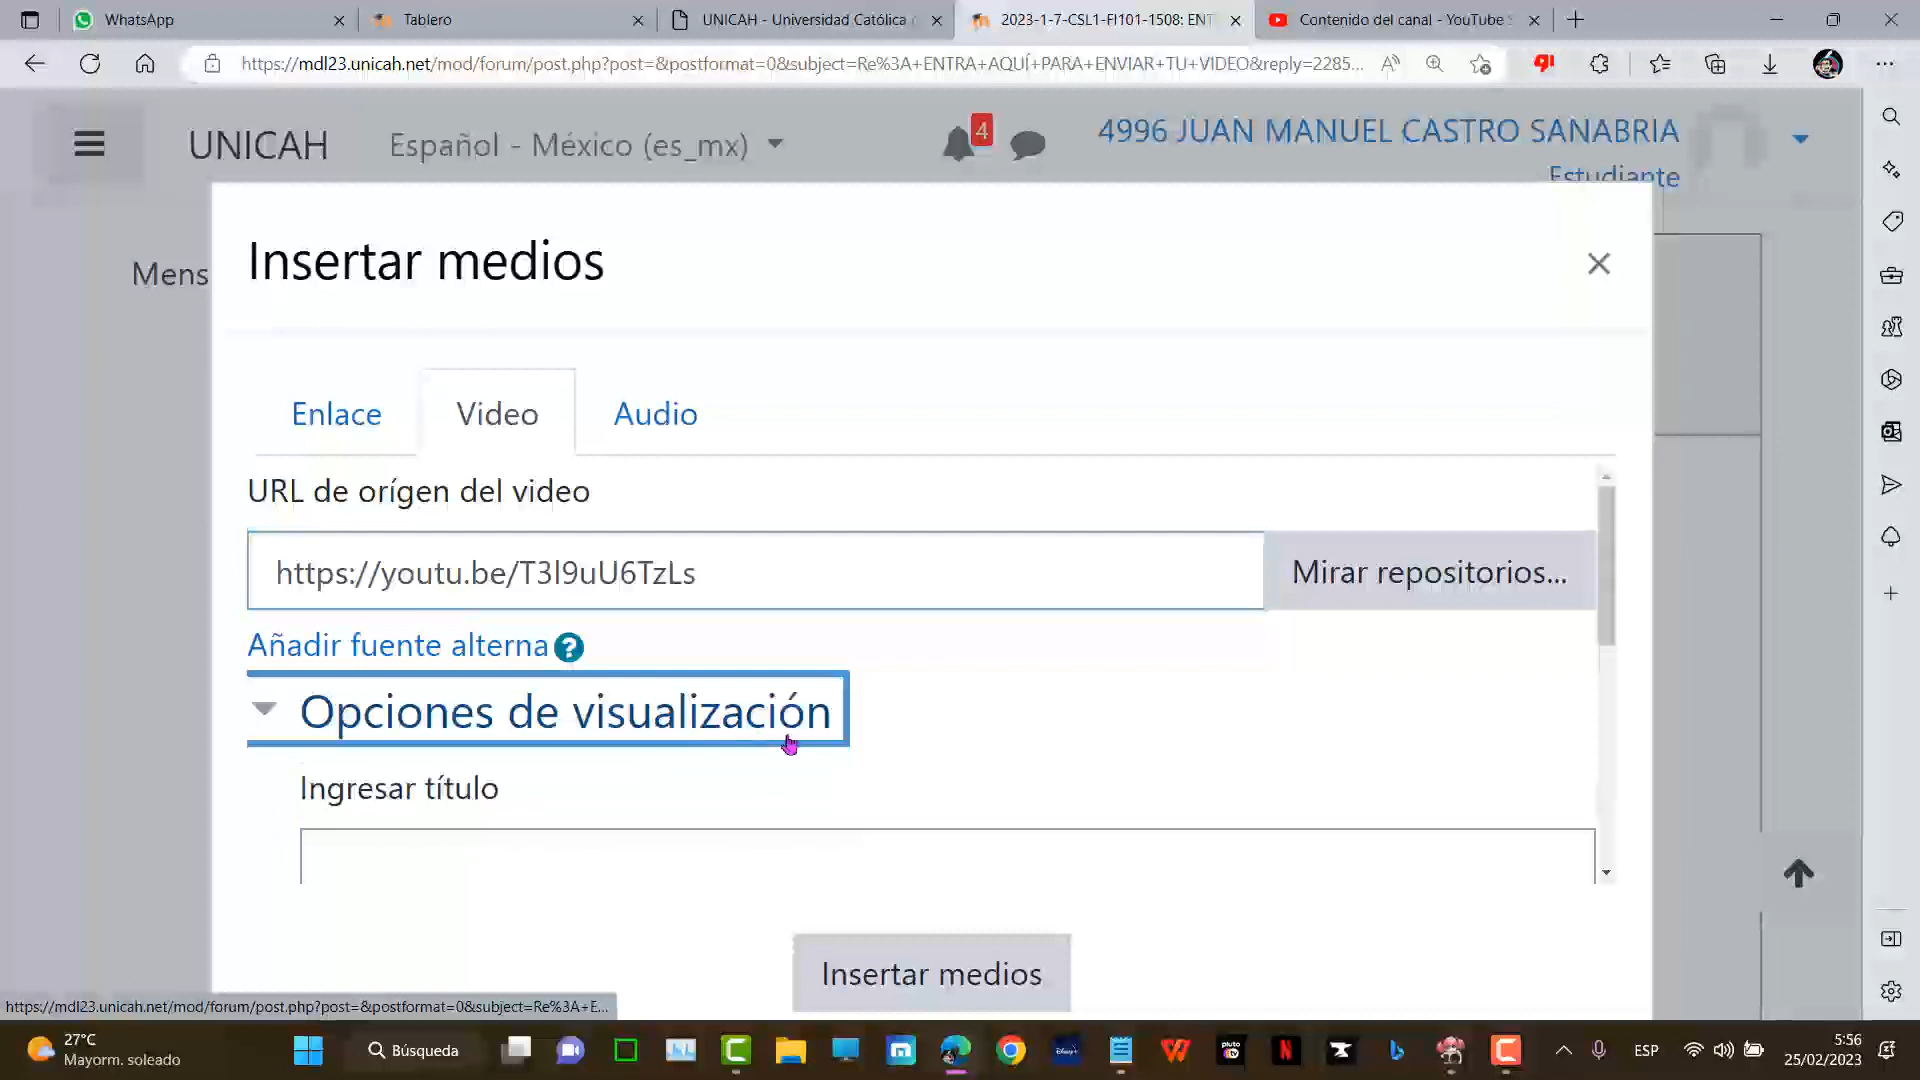 WhatsApp
Tablero
UNICAH - Universidad Católica
2023-1-7-CSL1-FI101-1508: ENT
Contenido del canal - YouTube S
https://mdl23.unicah.net/mod/forum/post.php?post=&postformat=0&subject=Re%3A+ENTRA+AQUÍ+PARA+ENVIAR+TU+VIDEO&reply=2285...
UNICAH
Español - México (es_mx)
4
4996 JUAN MANUEL CASTRO SANABRIA
Estudiante
Mens
Insertar medios
Enlace
Video
Audio
URL de orígen del video
https://youtu.be/T3I9uU6TzLs
Mirar repositorios...
Añadir fuente alterna
Opciones de visualización
Ingresar título
Insertar medios
https://mdl23.unicah.net/mod/forum/post.php?post=&postformat=0&subject=Re%3A+E...
27°C
Mayorm. soleado
Búsqueda
ESP
5:56
25/02/2023